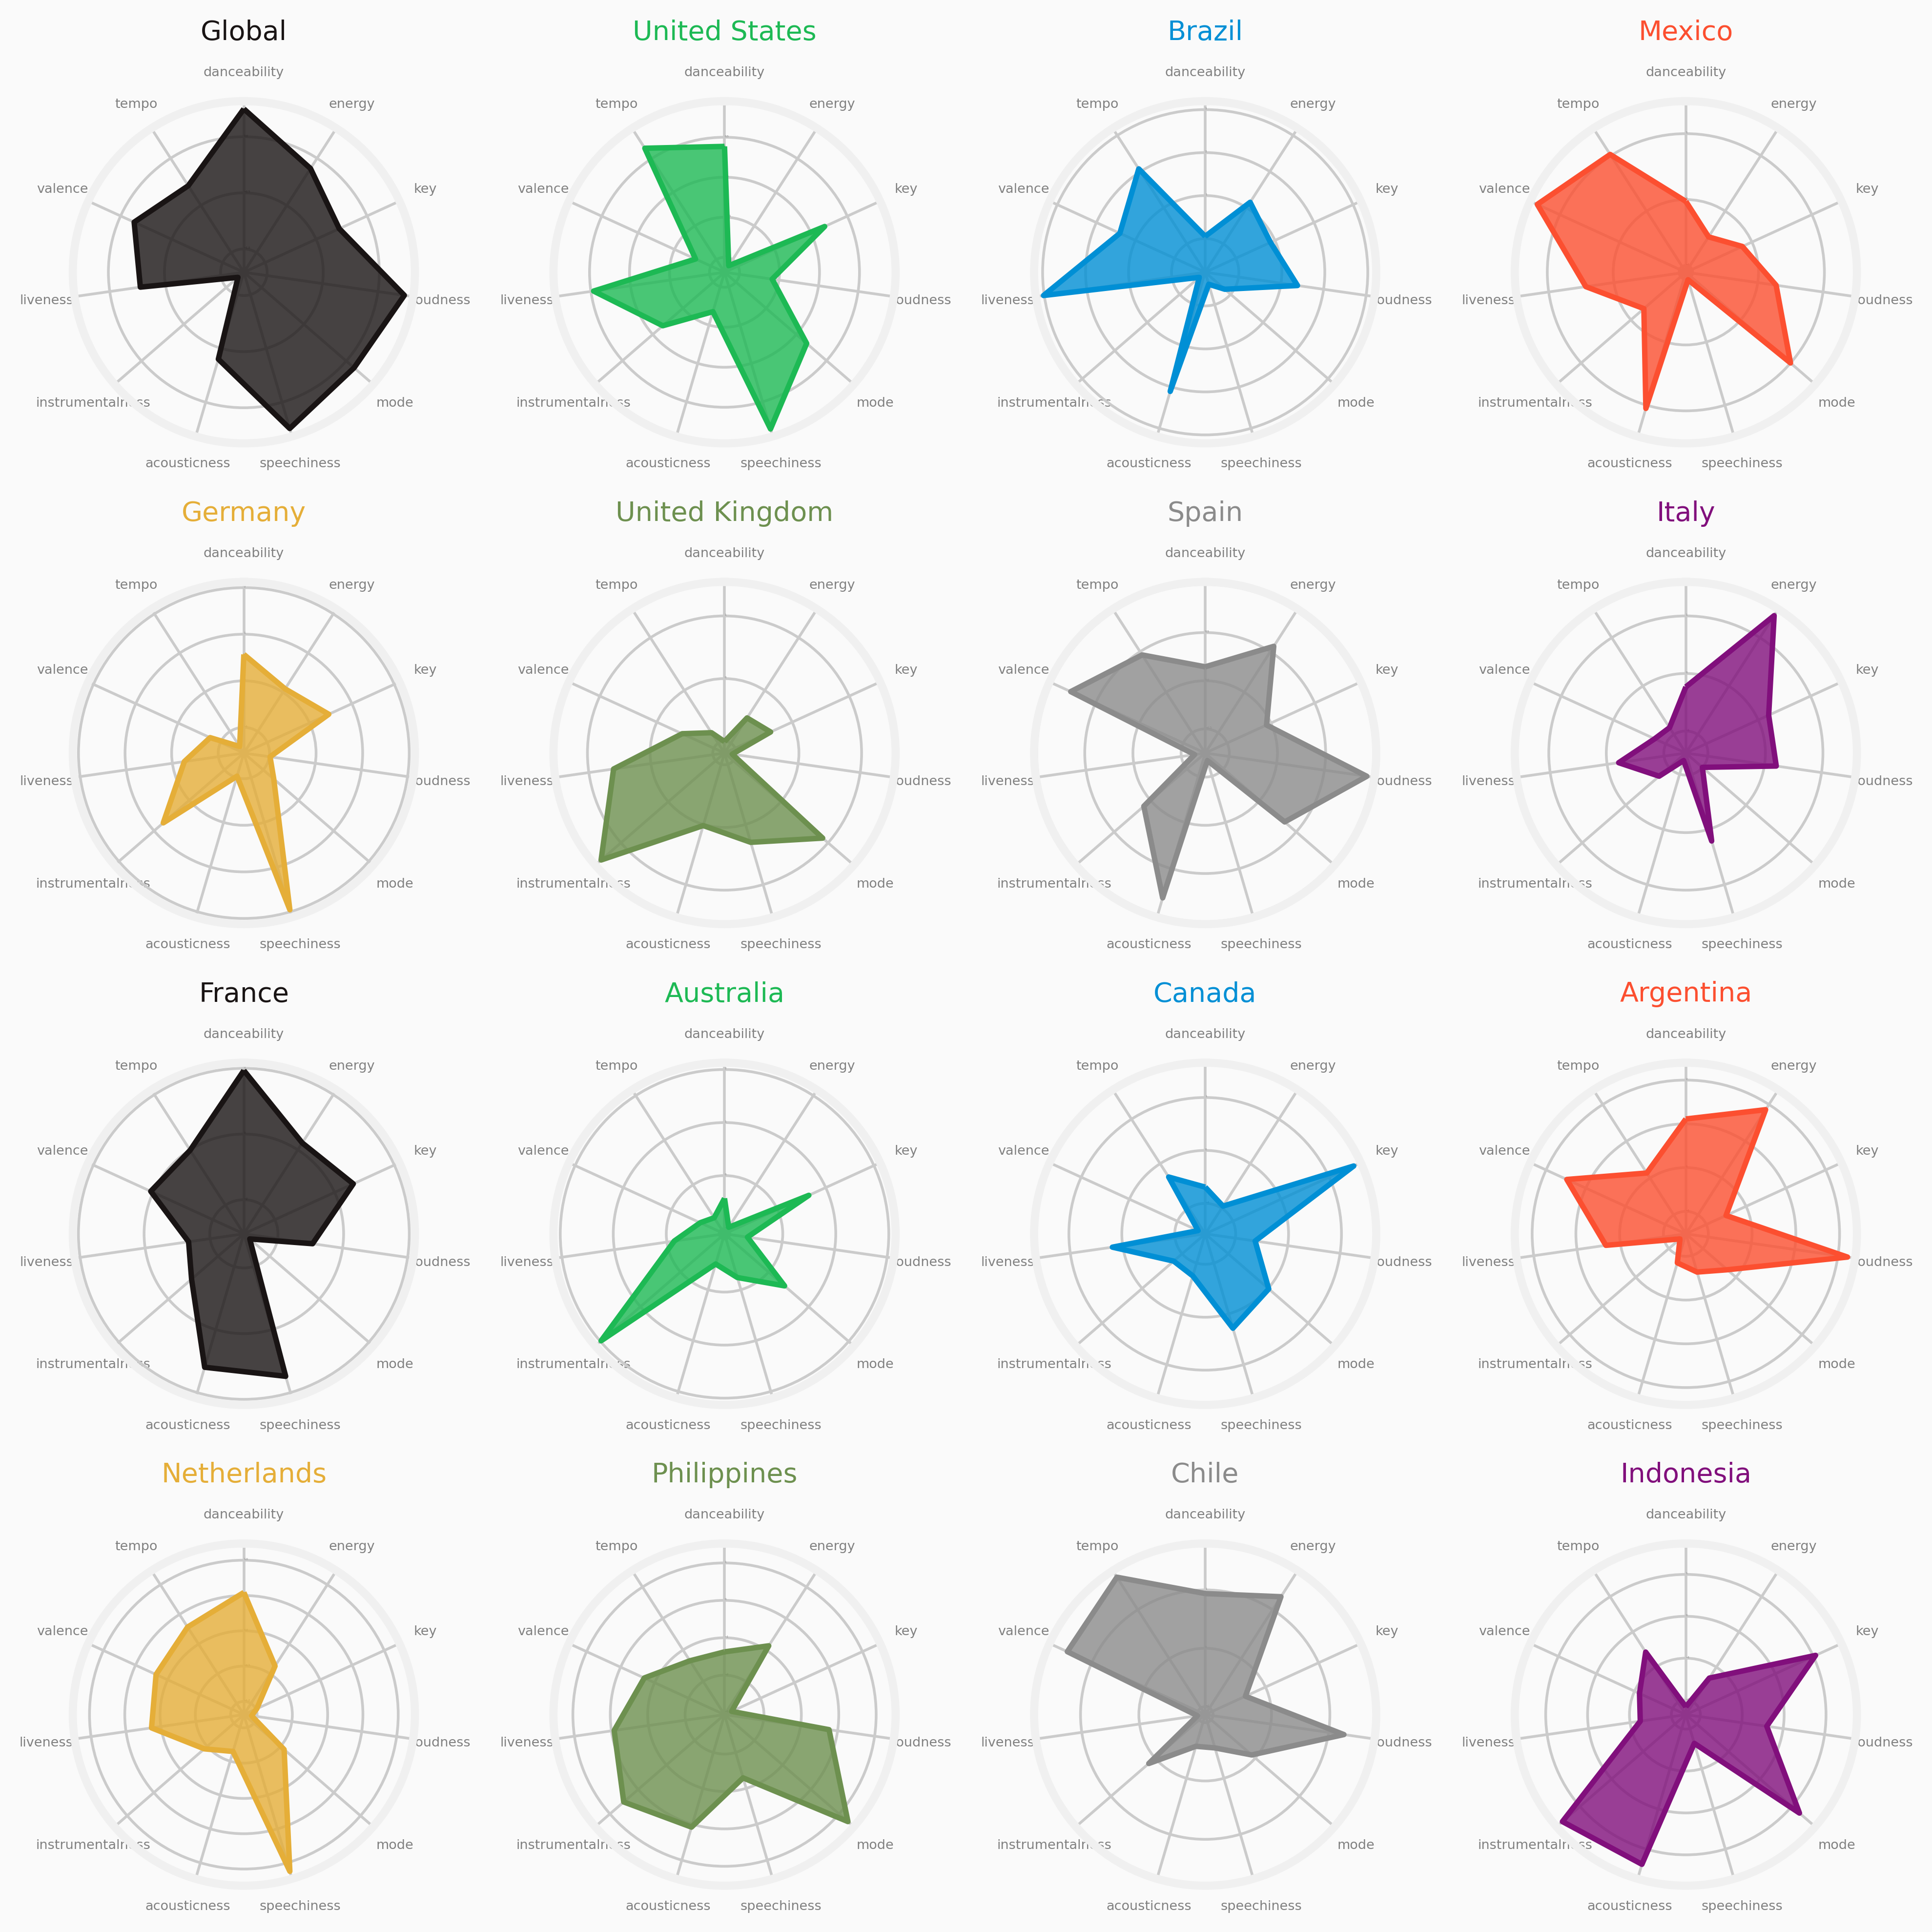 Global
danceability
tempo energy
valence key
liveness oudness
instrumentalness mode
acousticness speechiness
United States
danceability
tempo energy
valence key
liveness oudness
instrumentalness mode
acousticness speechiness
Brazil
danceability
tempo energy
valence key
liveness oudness
instrumentalness mode
acousticness speechiness
Mexico
danceability
tempo energy
valence key
liveness oudness
instrumentalness mode
acousticness speechiness
Germany
danceability
tempo energy
valence key
liveness oudness
instrumentalness mode
acousticness speechiness
United Kingdom
danceability
tempo energy
valence key
liveness oudness
instrumentalness mode
acousticness speechiness
Spain
danceability
tempo energy
valence key
liveness oudness
instrumentalness mode
acousticness speechiness
Italy
danceability
tempo energy
valence key
liveness oudness
instrumentalness mode
acousticness speechiness
France
danceability
tempo energy
valence key
liveness oudness
instrumentalness mode
acousticness speechiness
Australia
danceability
tempo energy
valence key
liveness oudness
instrumentalness mode
acousticness speechiness
Canada
danceability
tempo energy
valence key
liveness oudness
instrumentalness mode
acousticness speechiness
Argentina
danceability
tempo energy
valence key
liveness oudness
instrumentalness mode
acousticness speechiness
Netherlands
danceability
tempo energy
valence key
liveness oudness
instrumentalness mode
acousticness speechiness
Philippines
danceability
tempo energy
valence key
liveness oudness
instrumentalness mode
acousticness speechiness
Chile
danceability
tempo energy
valence key
liveness oudness
instrumentalness mode
acousticness speechiness
Indonesia
danceability
tempo energy
valence key
liveness oudness
instrumentalness mode
acousticness speechiness